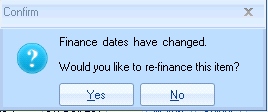 Confirm
Finance dates have changed.
Would you like to re-finance this item?
Yes No